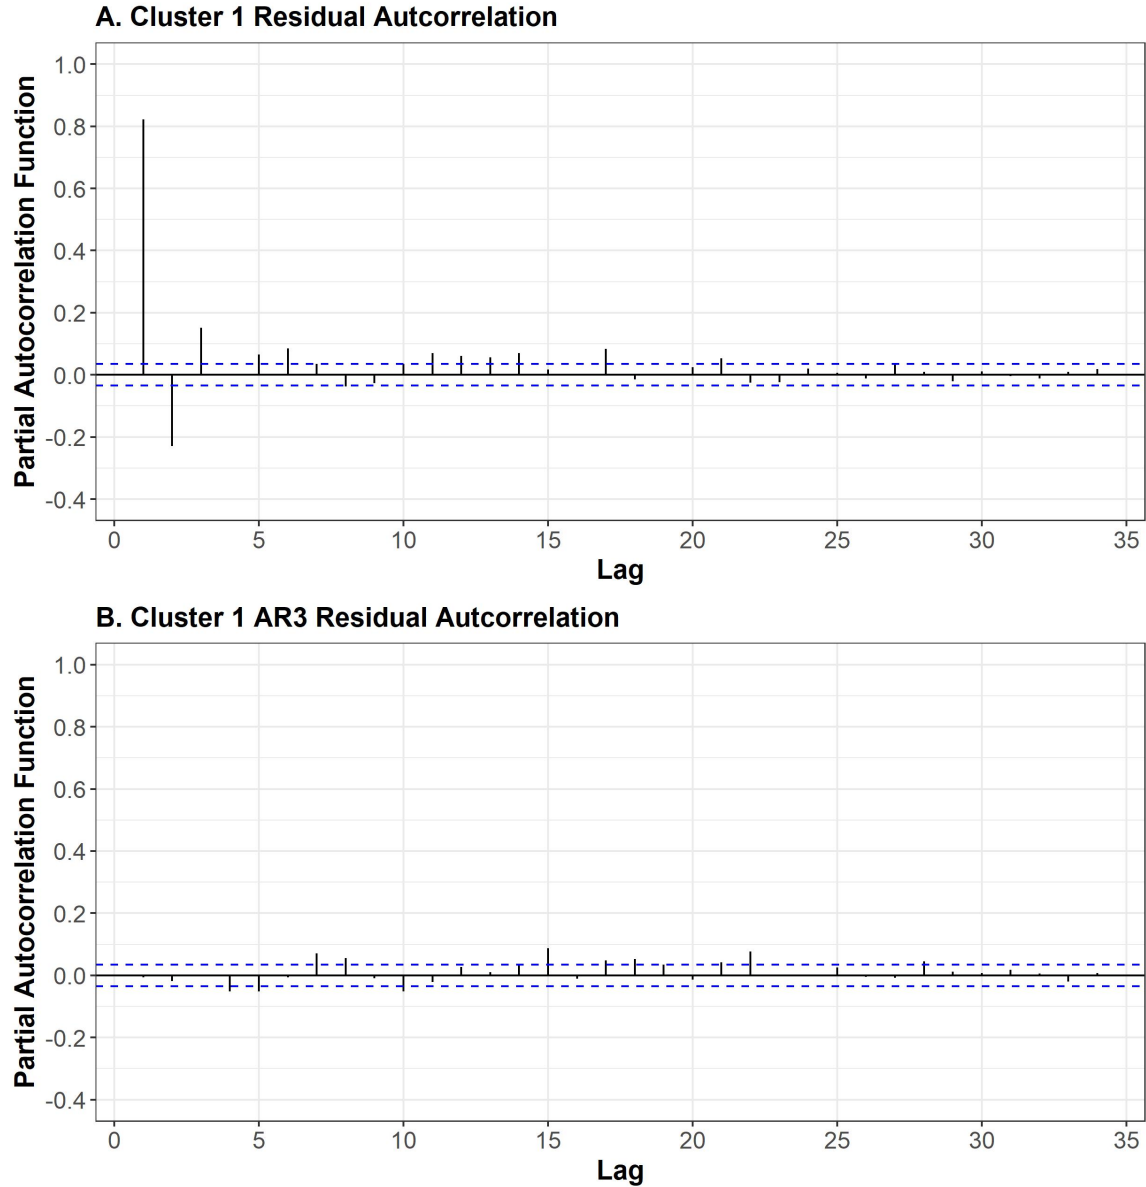 A. Cluster 1 Residual Autcorrelation
Partial Autocorrelation Function
1.0
0.8
0.6
0.4
0.2
0.0
-0.2
-0.4
0 5 10 15 20 25 30 35
Lag
B. Cluster 1 AR3 Residual Autcorrelation
Partial Autocorrelation Function
1.0
0.8
0.6
0.4
0.2
0.0
-0.2
-0.4
0 5 10 15 20 25 30 35
Lag